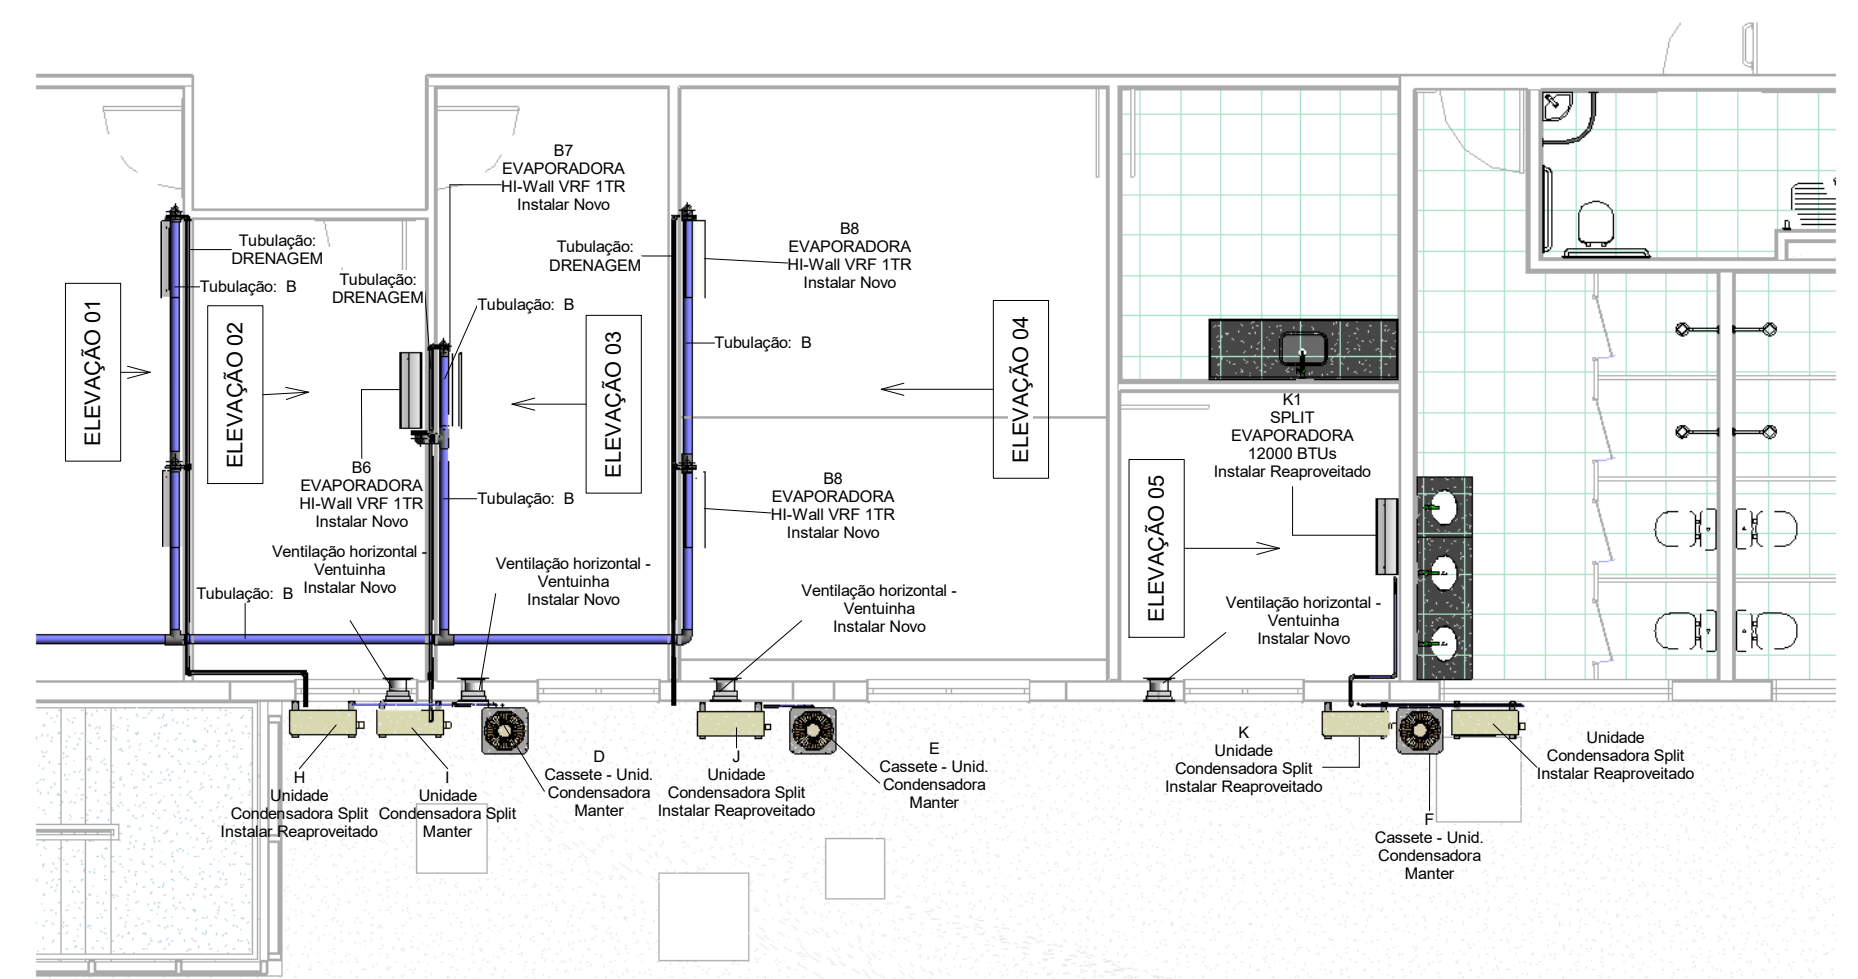 B7
EVAPORADORA
HI-Wall VRF 1TR
Instalar Novo
Tubulação:
DRENAGEM
Tubulação: B
ELEVAÇÃO 01
ELEVAÇÃO 02
Tubulação:
DRENAGEM
Tubulação: B
ELEVAÇÃO 03
Tubulação:
DRENAGEM
B8
EVAPORADORA
HI-Wall VRF 1TR
Instalar Novo
Tubulação: B
ELEVAÇÃO 04
B6
EVAPORADORA
HI-Wall VRF 1TR
Instalar Novo
Tubulação: B
B8
EVAPORADORA
HI-Wall VRF 1TR
Instalar Novo
K1
SPLIT
EVAPORADORA
12000 BTUs
Instalar Reaproveitado
ELEVAÇÃO 05
Ventilação horizontal -
Ventuinha
Instalar Novo
Ventilação horizontal -
Ventuinha
Instalar Novo
Ventilação horizontal -
Ventuinha
Instalar Novo
Ventilação horizontal -
Ventuinha
Instalar Novo
Tubulação: B
H
Unidade
Condensadora Split
Instalar Reaproveitado
I
Unidade
Condensadora Split
Manter
D
Cassete - Unid.
Condensadora
Manter
J
Unidade
Condensadora Split
Instalar Reaproveitado
E
Cassete - Unid.
Condensadora
Manter
K
Unidade
Condensadora Split
Instalar Reaproveitado
F
Cassete - Unid.
Condensadora
Manter
Unidade
Condensadora Split
Instalar Reaproveitado